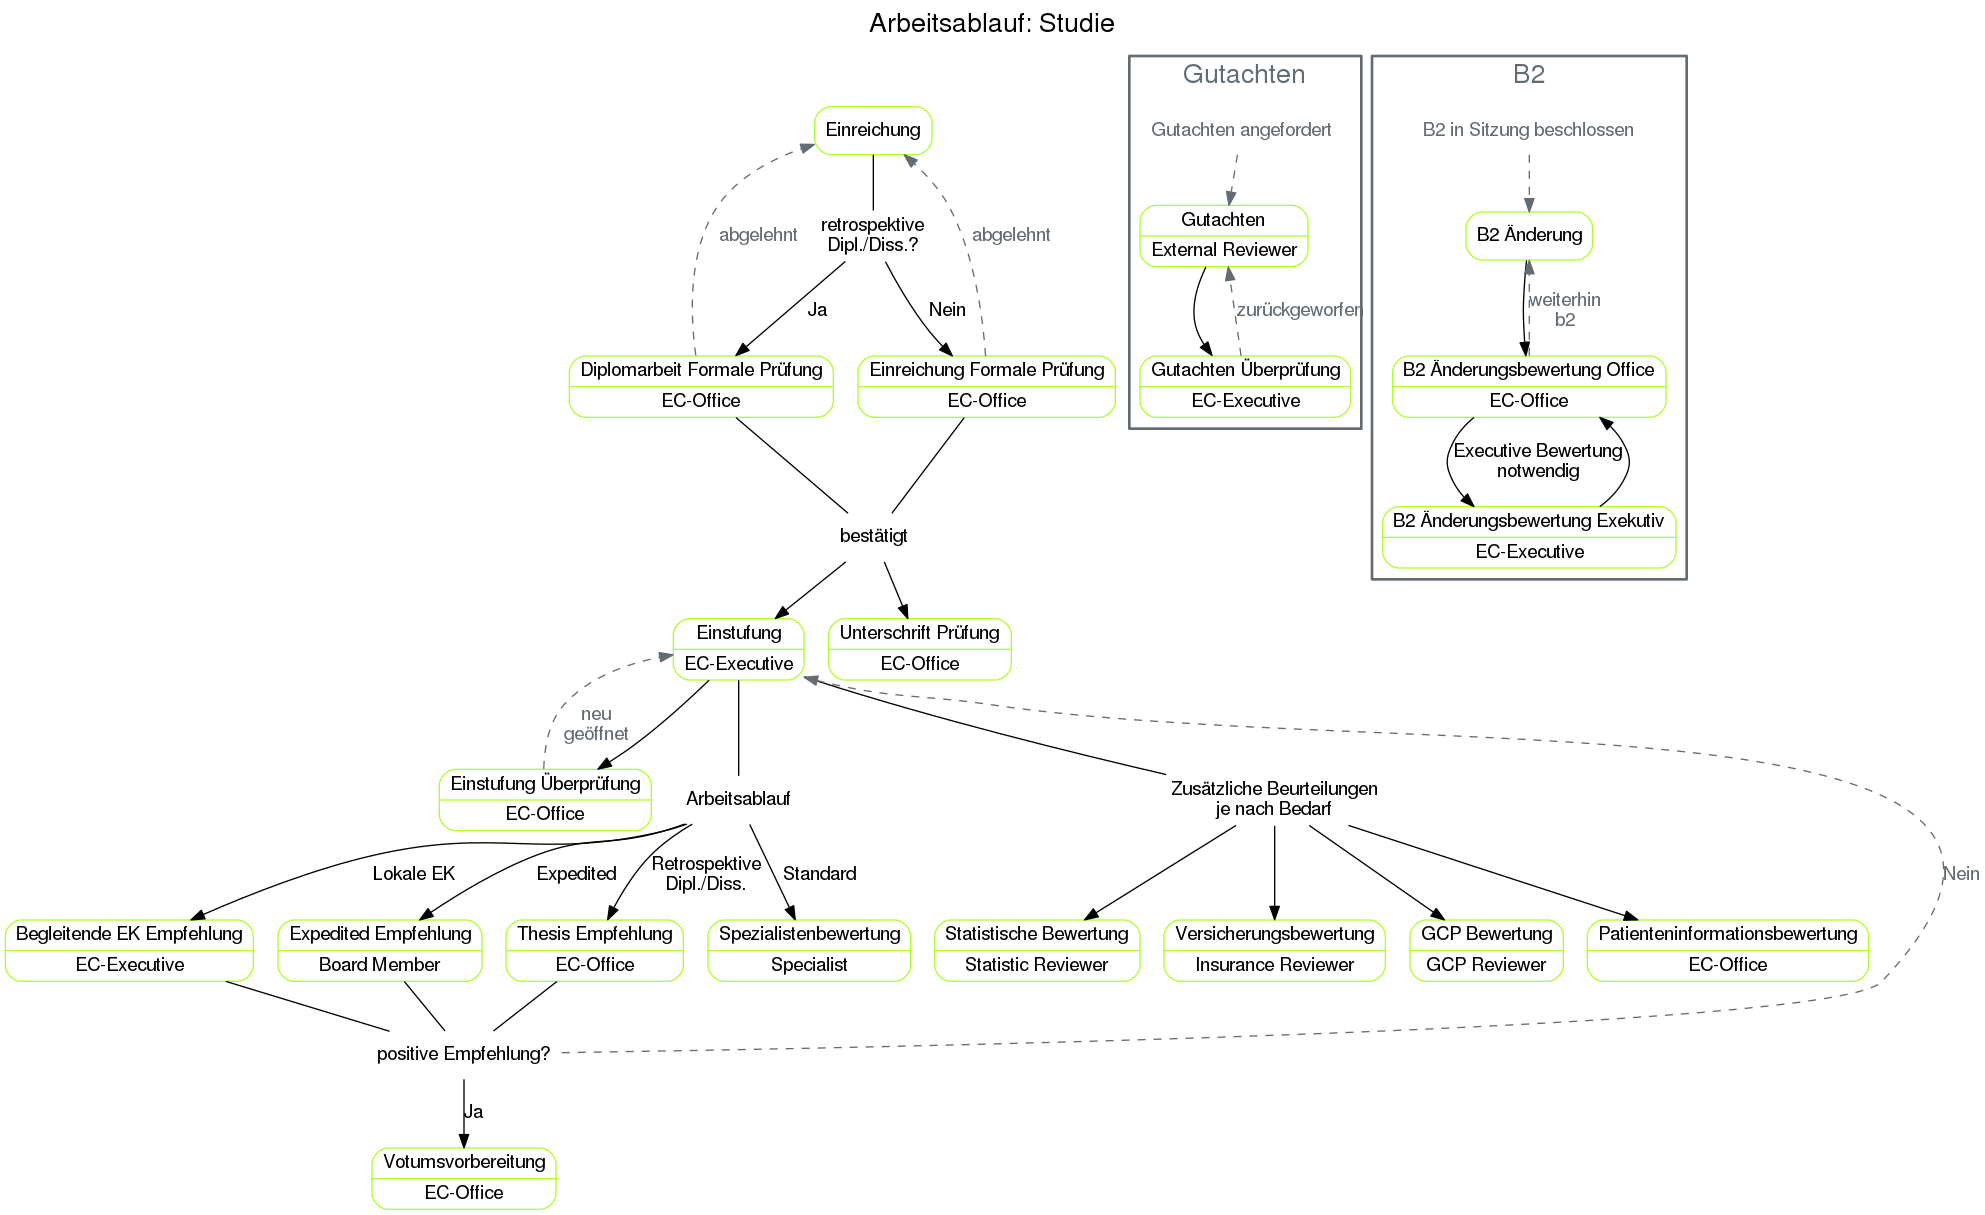 Arbeitsablauf: Studie
Gutachten
B2
Einreichung
Gutachten angefordert
B2 in Sitzung beschlossen
abgelehnt
retrospektive
Dipl./Diss.?
abgelehnt
Gutachten
External Reviewer
B2 Änderung
Ja
Nein
zurückgeworfen
weiterhin
b2
Diplomarbeit Formale Prüfung
EC-Office
Einreichung Formale Prüfung
EC-Office
Gutachten Überprüfung
EC-Executive
B2 Änderungsbewertung Office
EC-Office
Executive Bewertung
notwendig
bestätigt
B2 Änderungsbewertung Exekutiv
EC-Executive
Einstufung
EC-Executive
Unterschrift Prüfung
EC-Office
neu
geöffnet
Einstufung Überprüfung
EC-Office
Arbeitsablauf
Zusätzliche Beurteilungen
je nach Bedarf
Lokale EK
Expedited
Retrospektive
Dipl./Diss.
Standard
Nein
Begleitende EK Empfehlung
EC-Executive
Expedited Empfehlung
Board Member
Thesis Empfehlung
EC-Office
Spezialistenbewertung
Specialist
Statistische Bewertung
Statistic Reviewer
Versicherungsbewertung
Insurance Reviewer
GCP Bewertung
GCP Reviewer
Patienteninformationsbewertung
EC-Office
positive Empfehlung?
Ja
Votumsvorbereitung
EC-Office